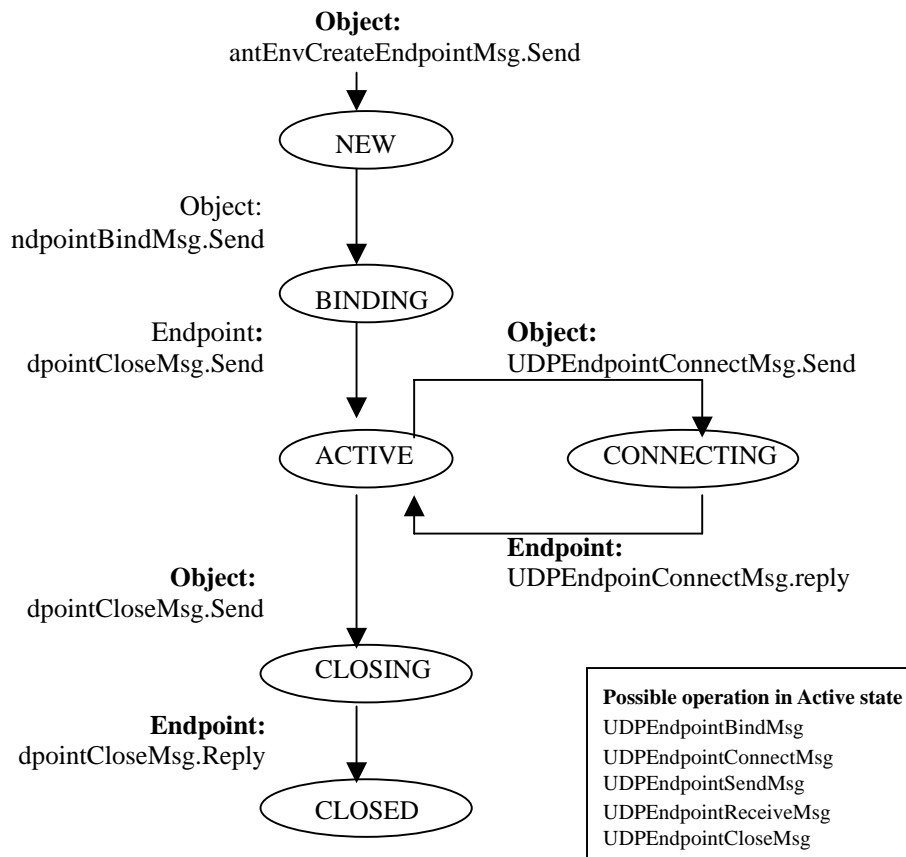 Object:
antEnvCreateEndpointMsg.Send
NEW
Object:
ndpointBindMsg.Send
BINDING
Endpoint:
dpointCloseMsg.Send
Object:
UDPEndpointConnectMsg.Send
ACTIVE
CONNECTING
Endpoint:
UDPEndpoinConnectMsg.reply
Object:
dpointCloseMsg.Send
CLOSING
Endpoint:
dpointCloseMsg.Reply
CLOSED
Possible operation in Active state
UDPEndpointBindMsg
UDPEndpointConnectMsg
UDPEndpointSendMsg
UDPEndpointReceiveMsg
UDPEndpointCloseMsg